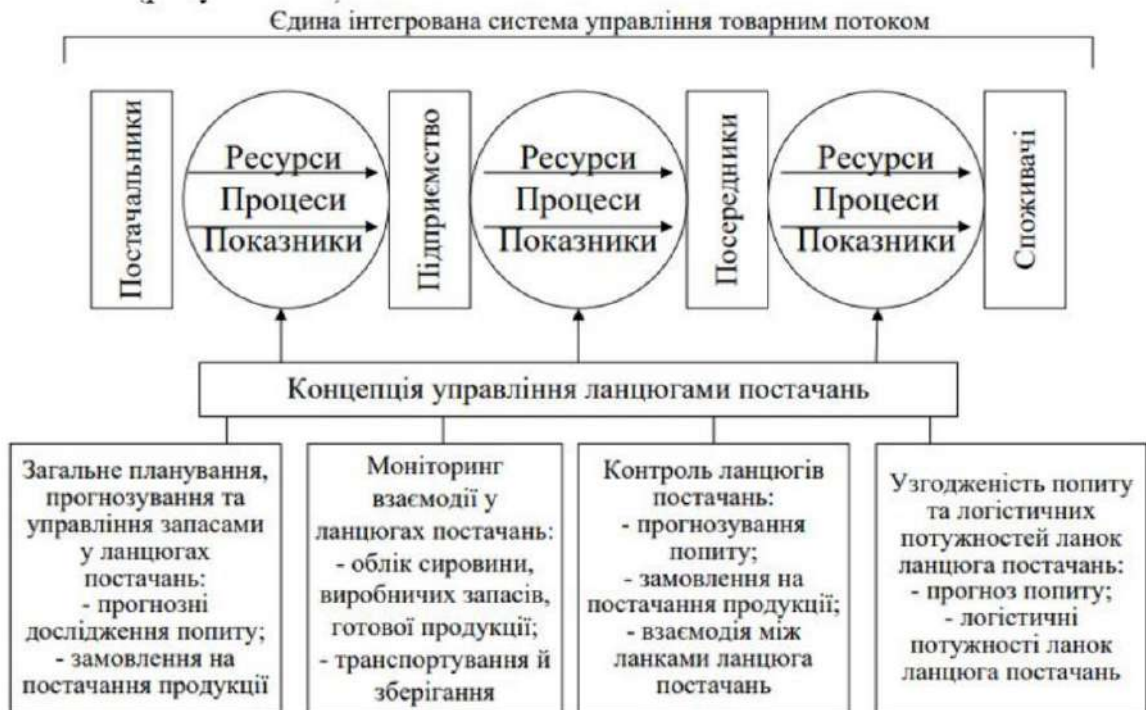 Єдина інтегрована система управління товарним потоком
Постачальники
Ресурси
Процеси
Показники
Підприємство
Ресурси
Процеси
Показники
Посередники
Ресурси
Процеси
Показники
Споживачі
Концепція управління ланцюгами постачань
Загальне планування,
прогнозування та
управління запасами
у ланцюгах
постачань:
- прогнозні
дослідження попиту;
- замовлення на
постачання продукції
Моніторинг
взаємодії у
ланцюгах постачань:
- облік сировини,
виробничих запасів,
готової продукції;
- транспортування й
зберігання
Контроль ланцюгів
постачань:
- прогнозування
попиту;
- замовлення на
постачання продукції;
- взаємодія між
ланками ланцюга
постачань
Узгодженість попиту
та логістичних
потужностей ланок
ланцюга постачань:
- прогноз попиту;
- логістичні
потужності ланок
ланцюга постачань